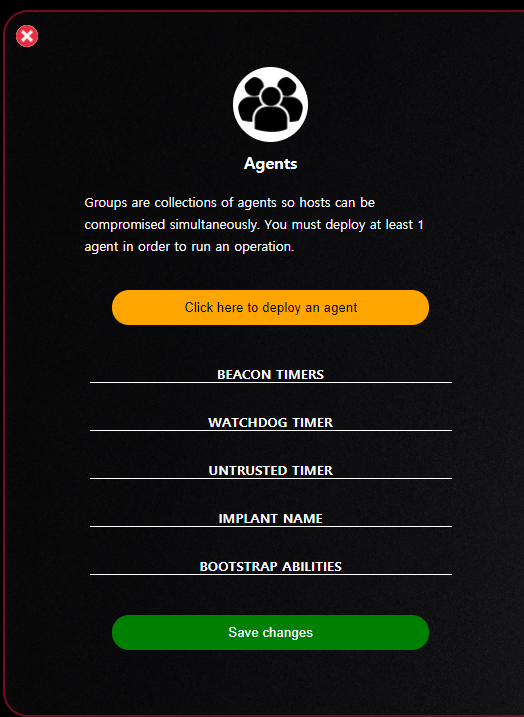 Agents
Groups are collections of agents so hosts can be
compromised simultaneously. You must deploy at least 1
agent in order to run an operation.
Click here to deploy an agent
BEACON TIMERS
WATCHDOG TIMER
UNTRUSTED TIMER
IMPLANT NAME
BOOTSTRAP ABILITIES
Save changes